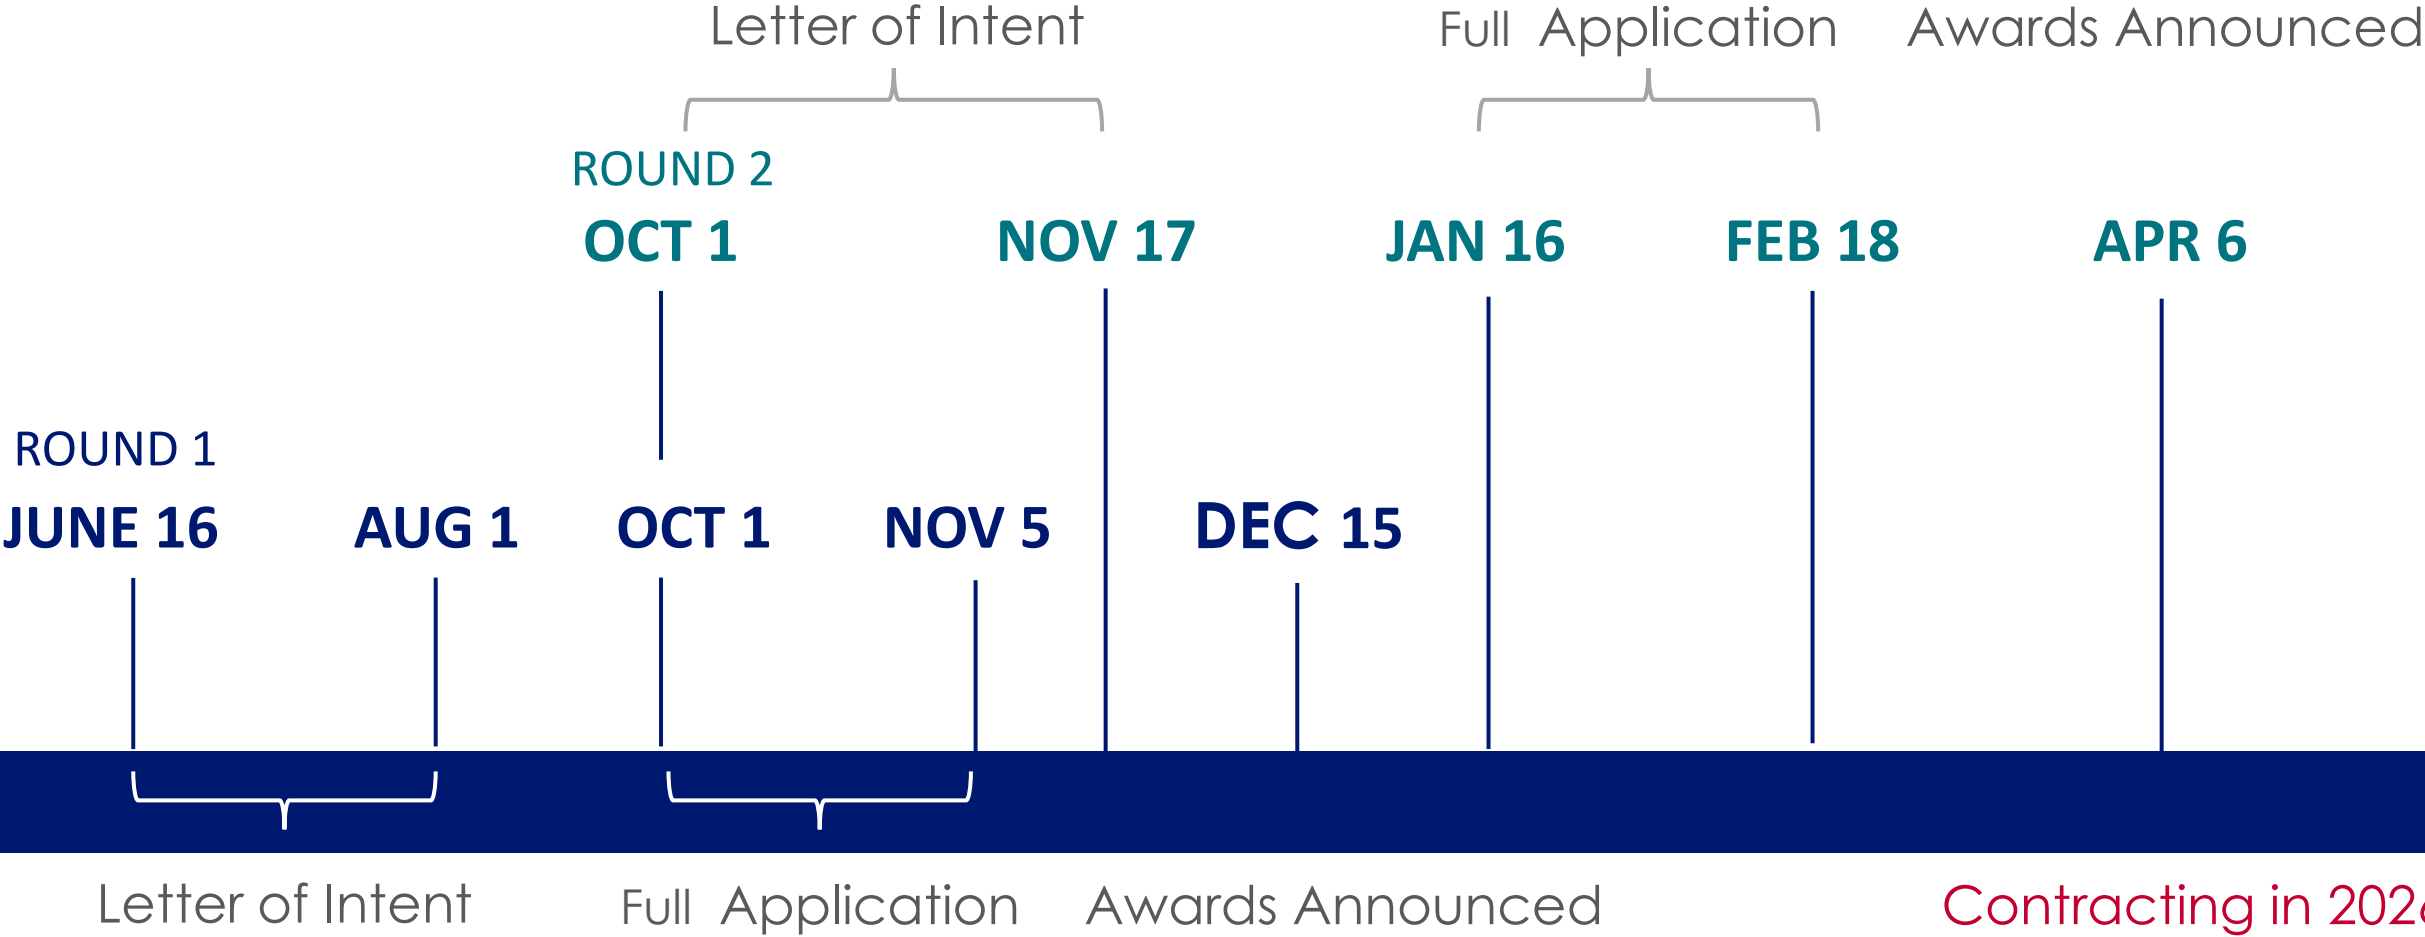 Letter of Intent
Full Application
Awards Announced
ROUND 2
OCT 1
NOV 17
JAN 16
FEB 18
APR 6
ROUND 1
JUNE 16
AUG 1
OCT 1
NOV 5
DEC 15
Letter of Intent
Full Application
Awards Announced
Contracting in 2026